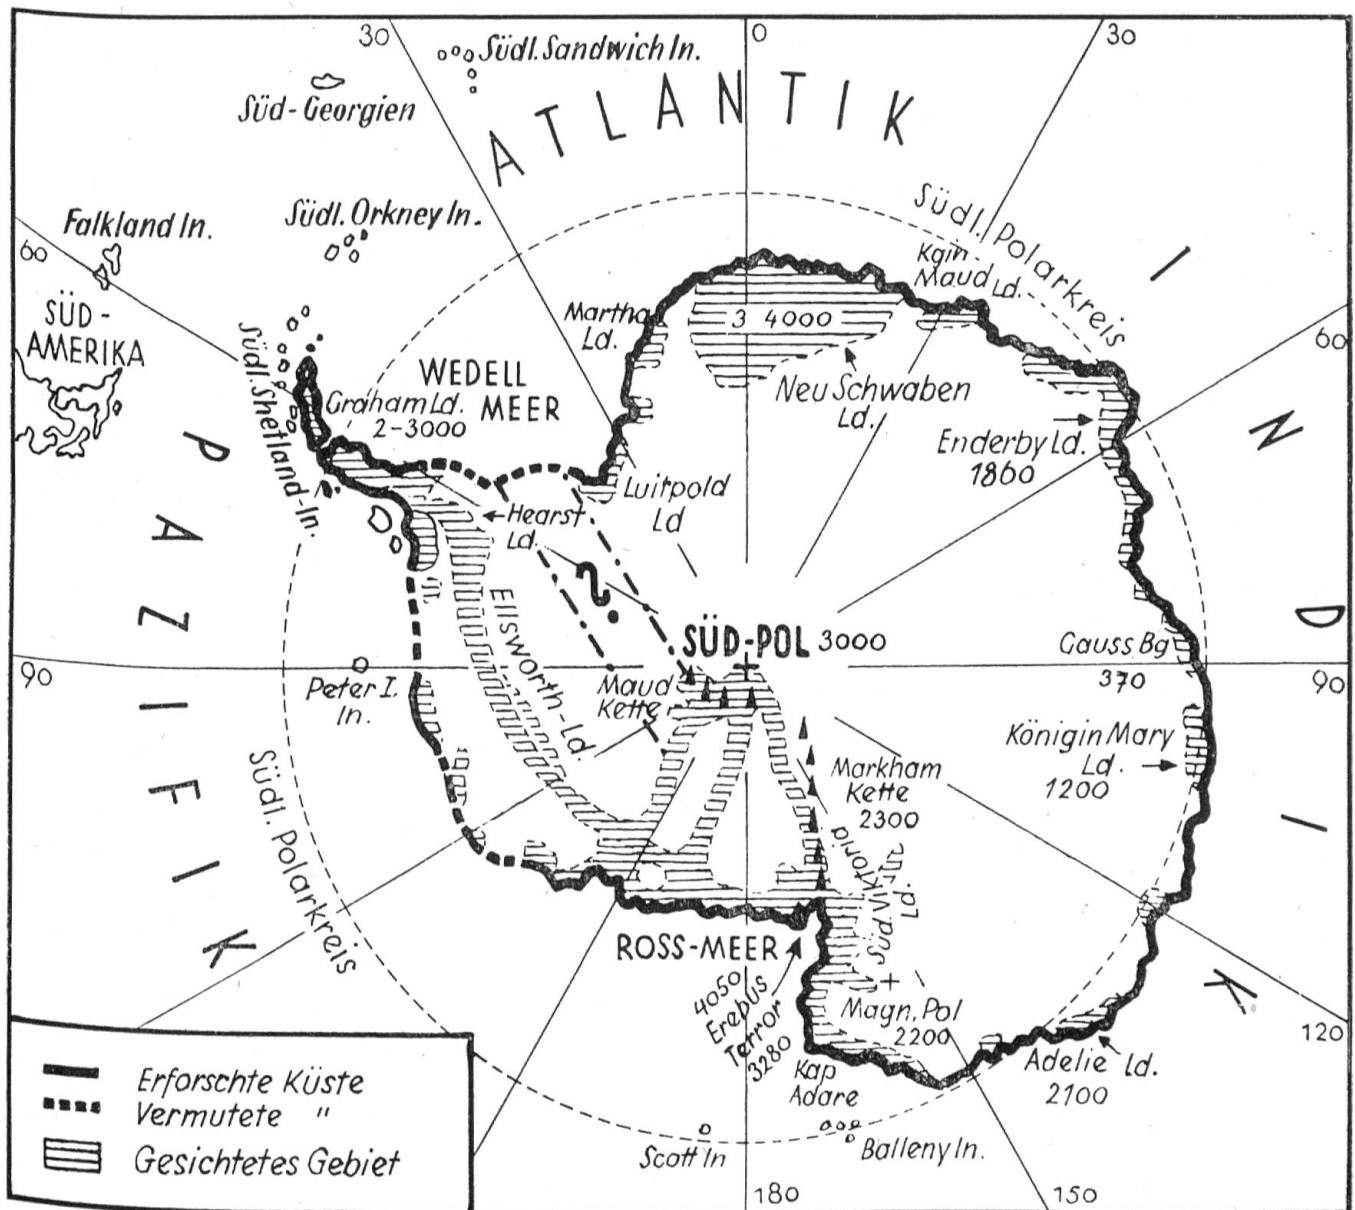 30
0
30
Südl. Sandwich In.
Süd-Georgien
ATLANTIK
Südl. Orkney In.
Falkland In.
60
SÜD-
AMERIKA
Südl. Polarkreis
Kgin-
Maud Ld.
INDIK
60
Martha
Ld.
3 4000
Neu Schwaben
Ld.
WEDELL
MEER
Graham Ld.
2-3000
Südl. Shetland-In.
Enderby Ld.
1860
Luitpold
Ld
Hearst
Ld.
?
PAZIFIK
Ellsworth-Ld.
SÜD-POL 3000
Gauss Bg
370
90
90
Peter I.
In.
Maud
Kette
Königin Mary
Ld.
1200
Markham
Kette
2300
Südl. Polarkreis
Süd Viktoria
Ld.
ROSS-MEER
4050
Erebus
Terror
3280
Magn. Pol
2200
Kap
Adare
Adelie Ld.
2100
120
Erforschte Küste
Vermutete "
Gesichtetes Gebiet
Scott In
Balleny In.
180
150